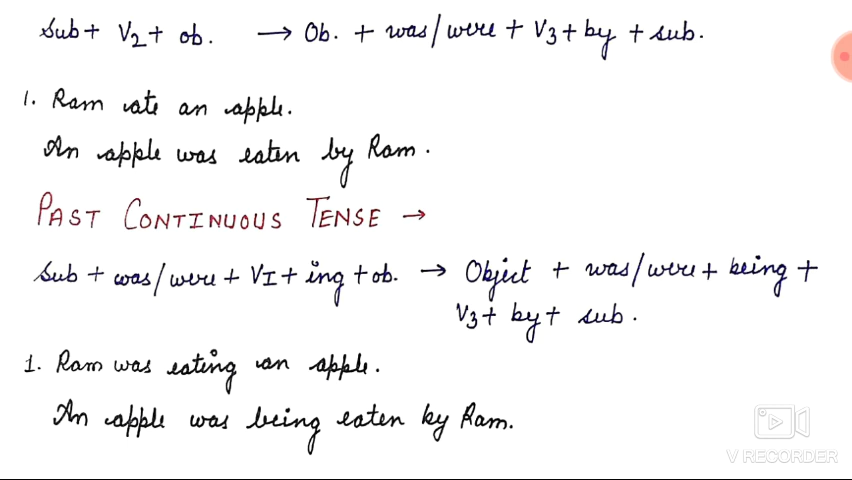 Sub + V2 + ob. → Ob. + was/were + V3 + by + sub.
1. Ram ate an apple.
An apple was eaten by Ram.
PAST CONTINUOUS TENSE →
Sub + was/were + VI + ing + ob. → Object + was/were + being +
V3 + by + sub.
1. Ram was eating an apple.
An apple was being eaten by Ram.
V RECORDER